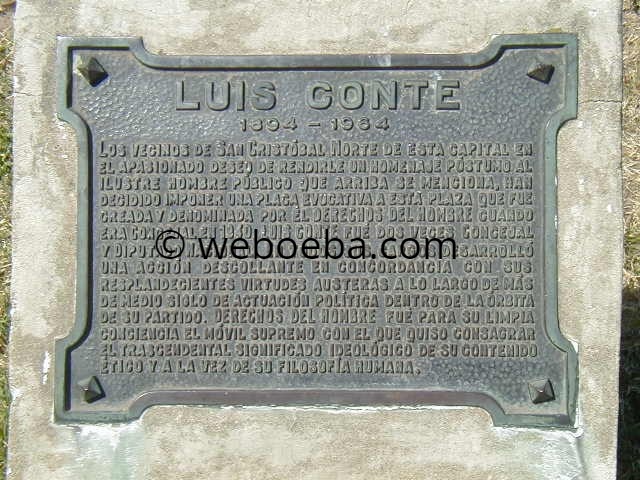 LUIS CONTE
1894 - 1964
LOS VECINOS DE SAN CRISTÓBAL NORTE DE ESTA CAPITAL EN
EL APASIONADO DESEO DE RENDIRLE UN HOMENAJE PÓSTUMO AL
ILUSTRE HOMBRE PÚBLICO QUE ARRIBA SE MENCIONA, HAN
DECIDIDO IMPONER UNA PLACA EVOCATIVA A ESTA PLAZA QUE FUE
CREADA Y DENOMINADA POR ÉL DERECHOS DEL HOMBRE CUANDO
ERA CONCEJAL EN LUIS CONTE FUE DOS VECES CONCEJAL
Y DESARROLLÓ
© weboeba.com
UNA ACCIÓN DESCOLLANTE EN CONCORDANCIA CON SUS
RESPLANDECIENTES VIRTUDES AUSTERAS A LO LARGO DE MÁS
DE MEDIO SIGLO DE ACTUACIÓN POLÍTICA DENTRO DE LA ÓRBITA
DE SU PARTIDO. DERECHOS DEL HOMBRE FUE PARA SU LIMPIA
CONCIENCIA EL MÓVIL SUPREMO CON EL QUE QUISO CONSAGRAR
EL TRASCENDENTAL SIGNIFICADO IDEOLÓGICO DE SU CONTENIDO
ÉTICO Y A LA VEZ DE SU FILOSOFÍA HUMANA.